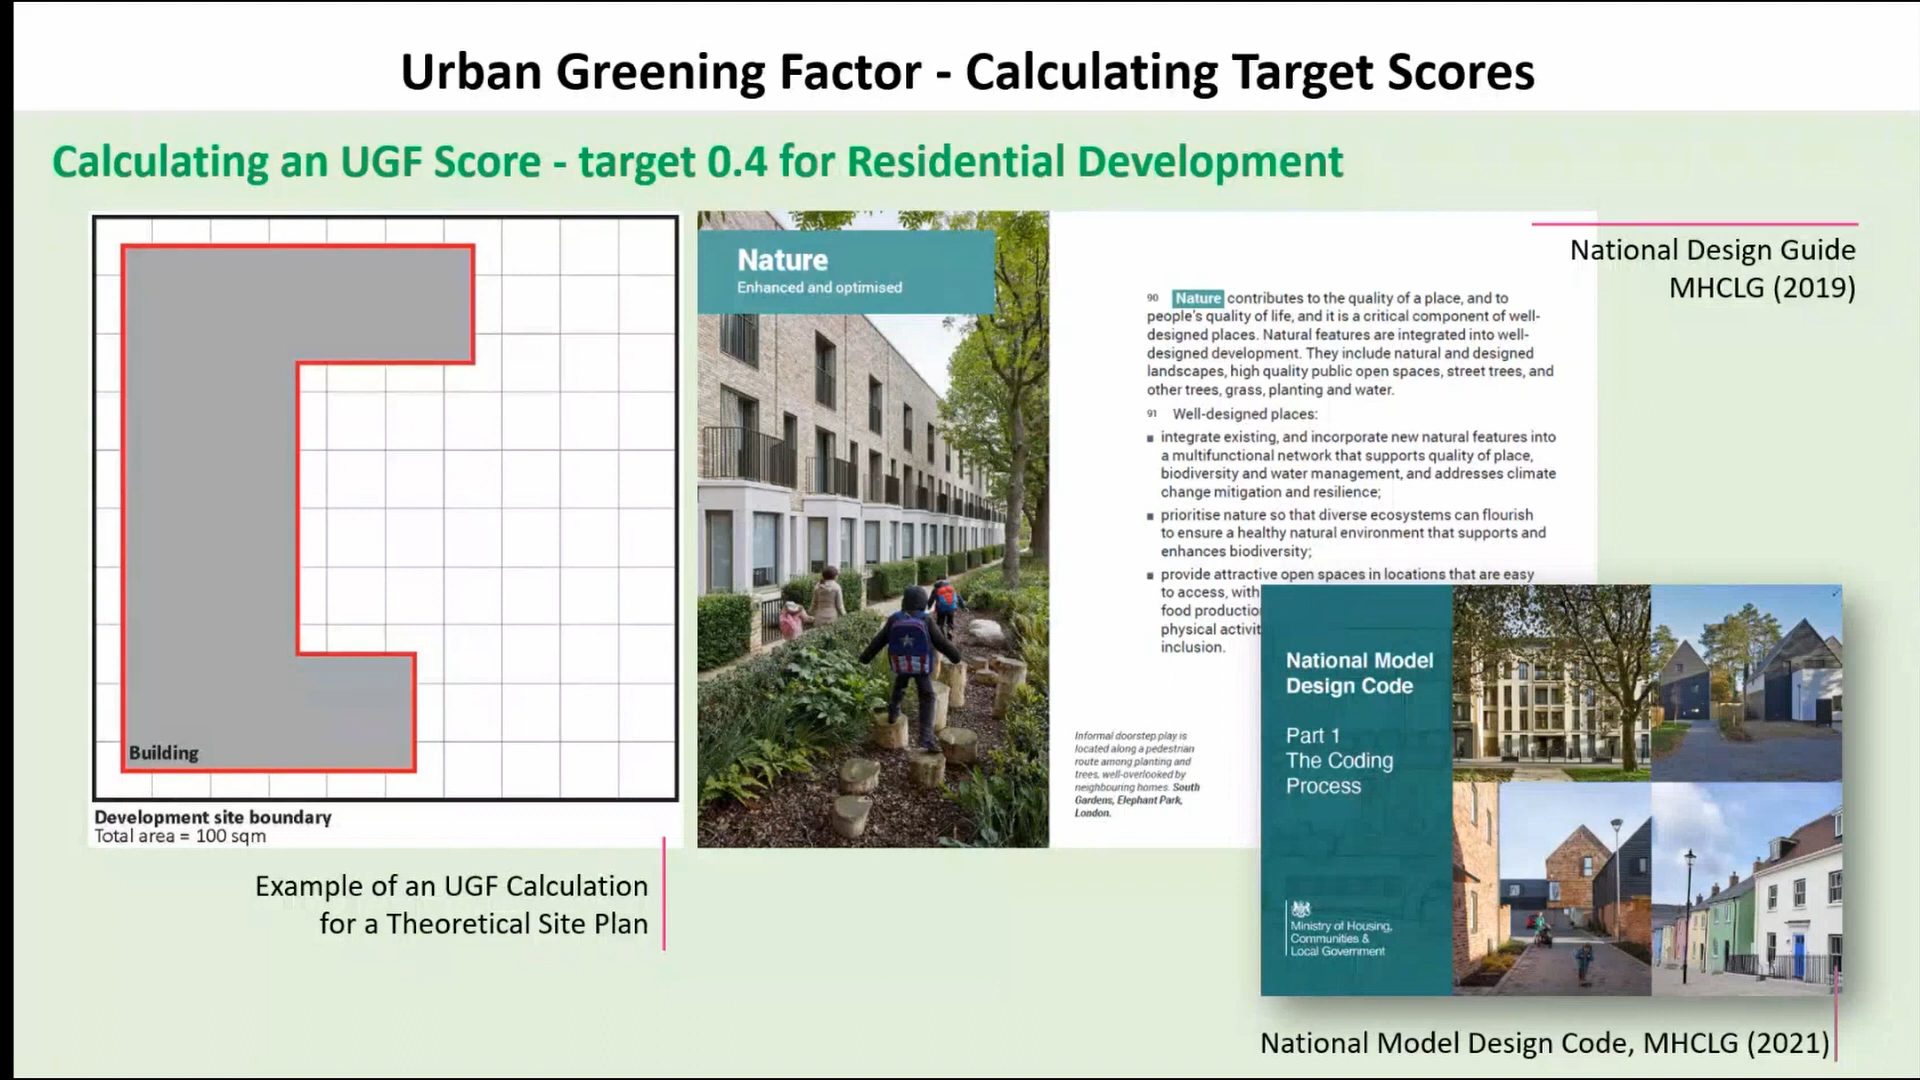 Urban Greening Factor - Calculating Target Scores
Calculating an UGF Score - target 0.4 for Residential Development
Building
Development site boundary
Total area = 100 sqm
Example of an UGF Calculation
for a Theoretical Site Plan
Nature
Enhanced and optimised
90 Nature contributes to the quality of a place, and to
people's quality of life, and it is a critical component of well-
designed places. Natural features are integrated into well-
designed development. They include natural and designed
landscapes, high quality public open spaces, street trees, and
other trees, grass, planting and water.
91 Well-designed places:
■ integrate existing, and incorporate new natural features into
a multifunctional network that supports quality of place,
biodiversity and water management, and addresses climate
change mitigation and resilience;
■ prioritise nature so that diverse ecosystems can flourish
to ensure a healthy natural environment that supports and
enhances biodiversity;
■ provide attractive open spaces in locations that are easy
to access, with
food productio
physical activit
inclusion.
Informal doorstep play is
located along a pedestrian
route among planting and
trees, well-overlooked by
neighbouring homes. South
Gardens, Elephant Park,
London.
National Design Guide
MHCLG (2019)
National Model
Design Code
Part 1
The Coding
Process
Ministry of Housing,
Communities &
Local Government
National Model Design Code, MHCLG (2021)